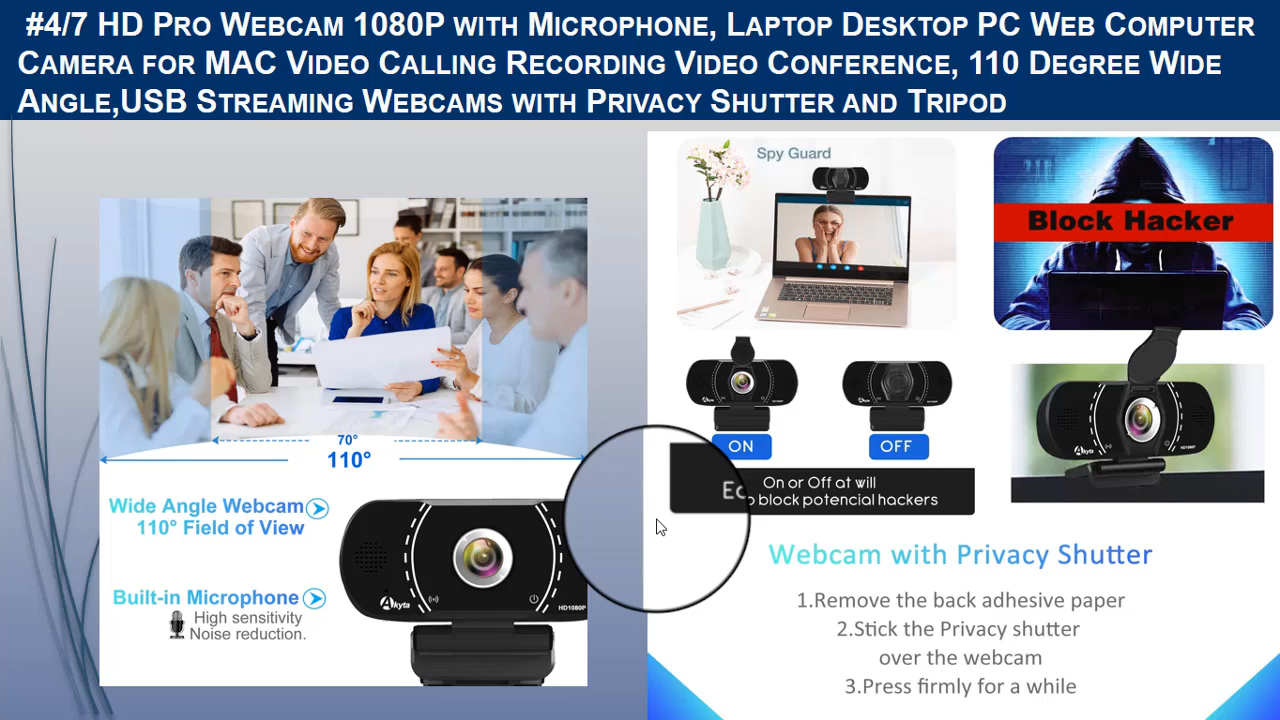 #4/7 HD Pro Webcam 1080P with Microphone, Laptop Desktop PC Web Computer
Camera for MAC Video Calling Recording Video Conference, 110 Degree Wide
Angle,USB Streaming Webcams with Privacy Shutter and Tripod
70°
110°
Wide Angle Webcam
110° Field of View
Built-in Microphone
High sensitivity
Noise reduction.
Akyta
HD1080P
Spy Guard
Block Hacker
ON
OFF
On or Off at will
o block potencial hackers
Akyta
HD1080P
Webcam with Privacy Shutter
1.Remove the back adhesive paper
2.Stick the Privacy shutter
over the webcam
3.Press firmly for a while